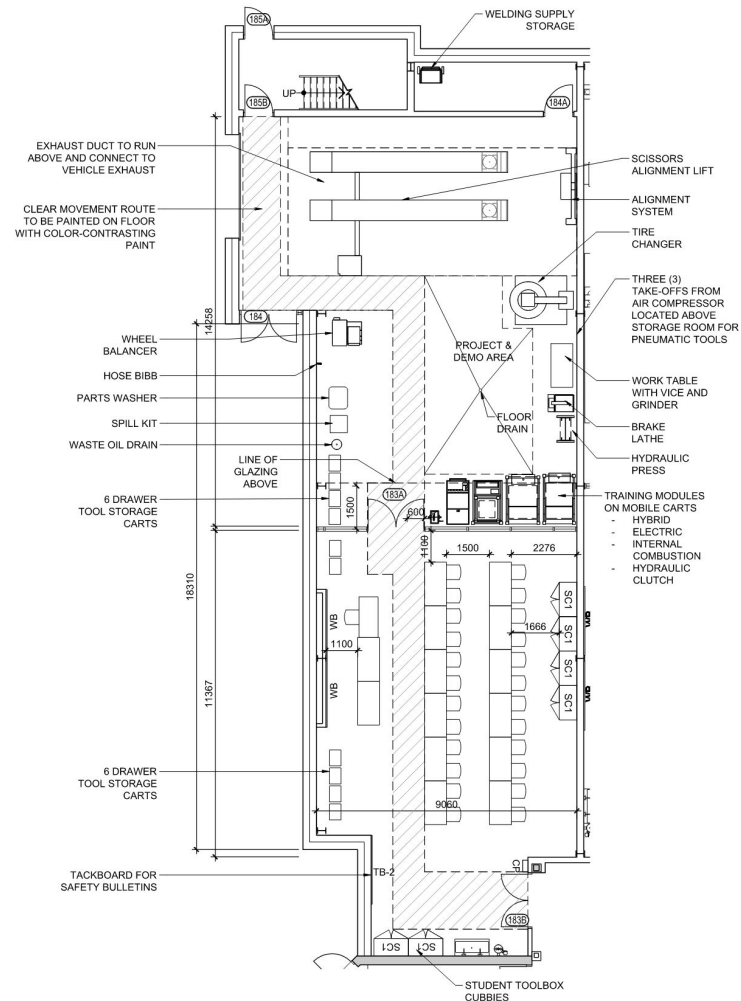 WELDING SUPPLY
STORAGE
185A
UP
185B
184A
EXHAUST DUCT TO RUN
ABOVE AND CONNECT TO
VEHICLE EXHAUST
SCISSORS
ALIGNMENT LIFT
CLEAR MOVEMENT ROUTE
TO BE PAINTED ON FLOOR
WITH COLOR-CONTRASTING
PAINT
ALIGNMENT
SYSTEM
TIRE
CHANGER
THREE (3)
TAKE-OFFS FROM
AIR COMPRESSOR
LOCATED ABOVE
STORAGE ROOM FOR
PNEUMATIC TOOLS
14258
184
WHEEL
BALANCER
PROJECT &
DEMO AREA
HOSE BIBB
PARTS WASHER
WORK TABLE
WITH VICE AND
GRINDER
SPILL KIT
FLOOR
DRAIN
BRAKE
LATHE
WASTE OIL DRAIN
HYDRAULIC
PRESS
LINE OF
GLAZING
ABOVE
183A
6 DRAWER
TOOL STORAGE
CARTS
1500
600
TRAINING MODULES
ON MOBILE CARTS
- HYBRID
- ELECTRIC
- INTERNAL
COMBUSTION
- HYDRAULIC
CLUTCH
1100
1500
2276
18310
SC1
WB
WB
1666
SC1
1100
WB
SC1
11367
WB
SC1
6 DRAWER
TOOL STORAGE
CARTS
9060
TACKBOARD FOR
SAFETY BULLETINS
TB-2
CP
183B
SC1
SC1
STUDENT TOOLBOX
CUBBIES